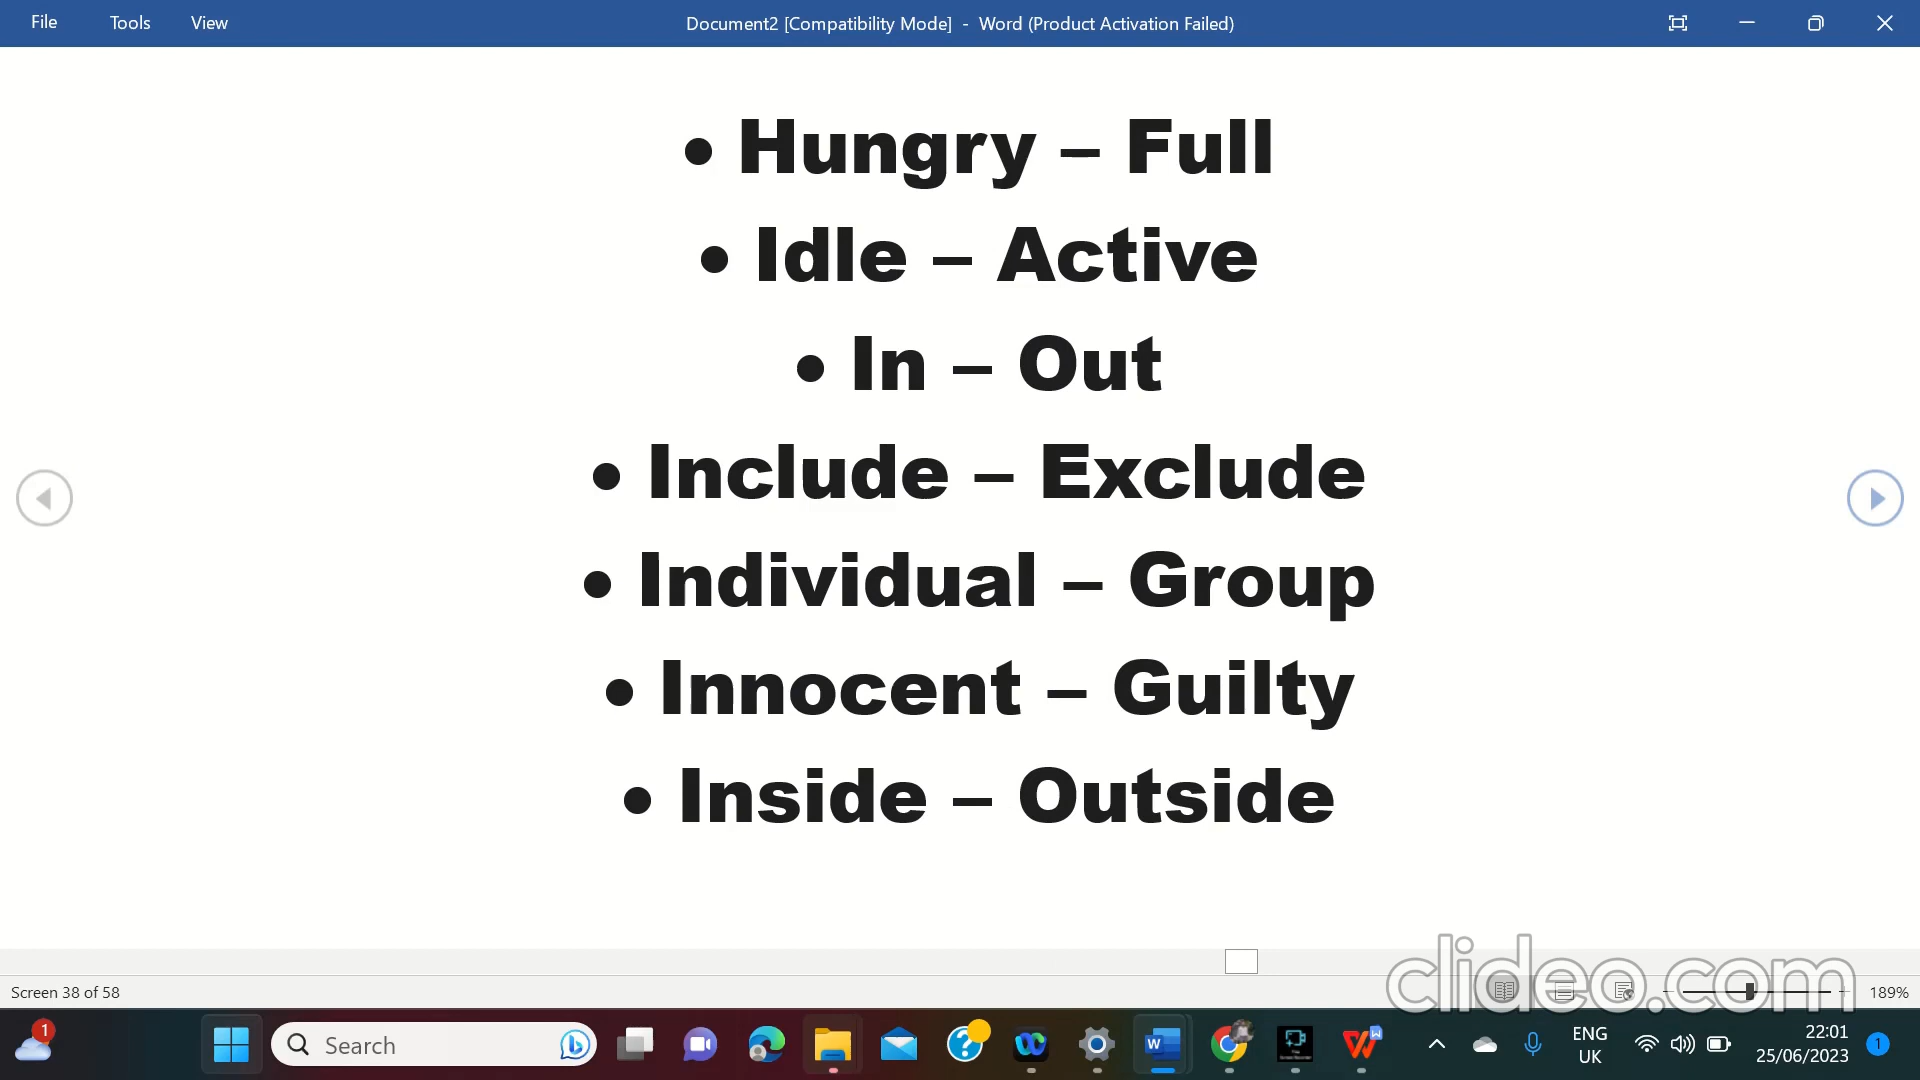 File Tools View Document2 [Compatibility Mode] - Word (Product Activation Failed)
• Hungry – Full
• Idle – Active
• In – Out
• Include – Exclude
• Individual – Group
• Innocent – Guilty
• Inside – Outside
clideo.com
Screen 38 of 58 189%
1 Search ENG 22:01 1
UK 25/06/2023